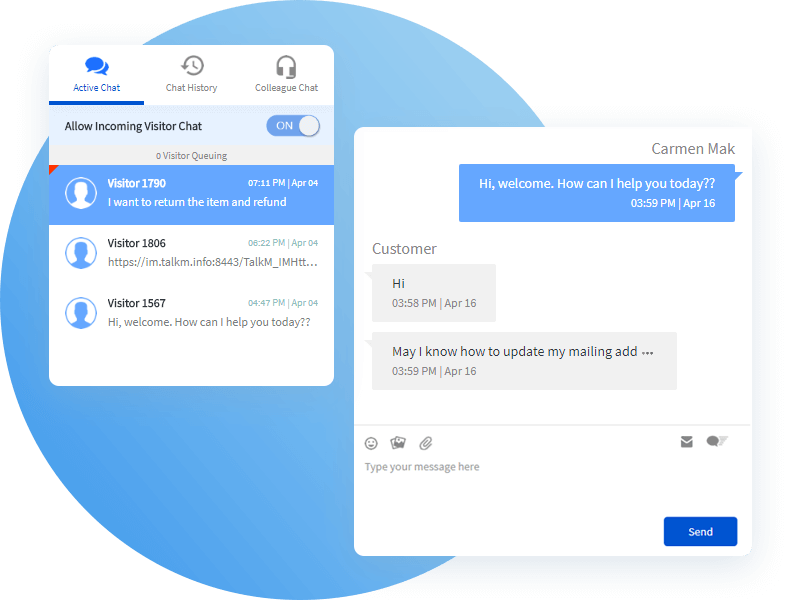 Active Chat
Chat History
Colleague Chat
Allow Incoming Visitor Chat
ON
0 Visitor Queuing
Visitor 1790
07:11 PM | Apr 04
I want to return the item and refund
Visitor 1806
06:22 PM | Apr 04
https://im.talkm.info:8443/TalkM_IMHtt...
Visitor 1567
04:47 PM | Apr 04
Hi, welcome. How can I help you today??
Carmen Mak
Hi, welcome. How can I help you today??
03:59 PM | Apr 16
Customer
Hi
03:58 PM | Apr 16
May I know how to update my mailing add ...
03:59 PM | Apr 16
Type your message here
Send